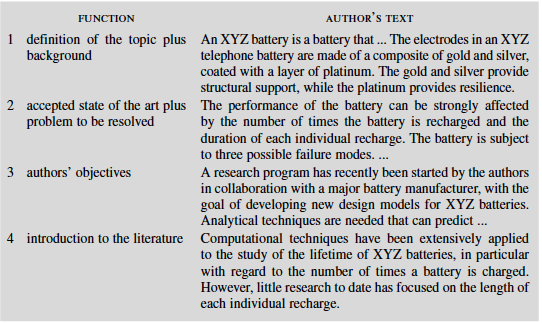 FUNCTION AUTHOR'S TEXT
1 definition of the topic plus An XYZ battery is a battery that ... The electrodes in an XYZ
background telephone battery are made of a composite of gold and silver,
coated with a layer of platinum. The gold and silver provide
structural support, while the platinum provides resilience.
2 accepted state of the art plus The performance of the battery can be strongly affected
problem to be resolved by the number of times the battery is recharged and the
duration of each individual recharge. The battery is subject
to three possible failure modes. ...
3 authors' objectives A research program has recently been started by the authors
in collaboration with a major battery manufacturer, with the
goal of developing new design models for XYZ batteries.
Analytical techniques are needed that can predict ...
4 introduction to the literature Computational techniques have been extensively applied
to the study of the lifetime of XYZ batteries, in particular
with regard to the number of times a battery is charged.
However, little research to date has focused on the length of
each individual recharge.